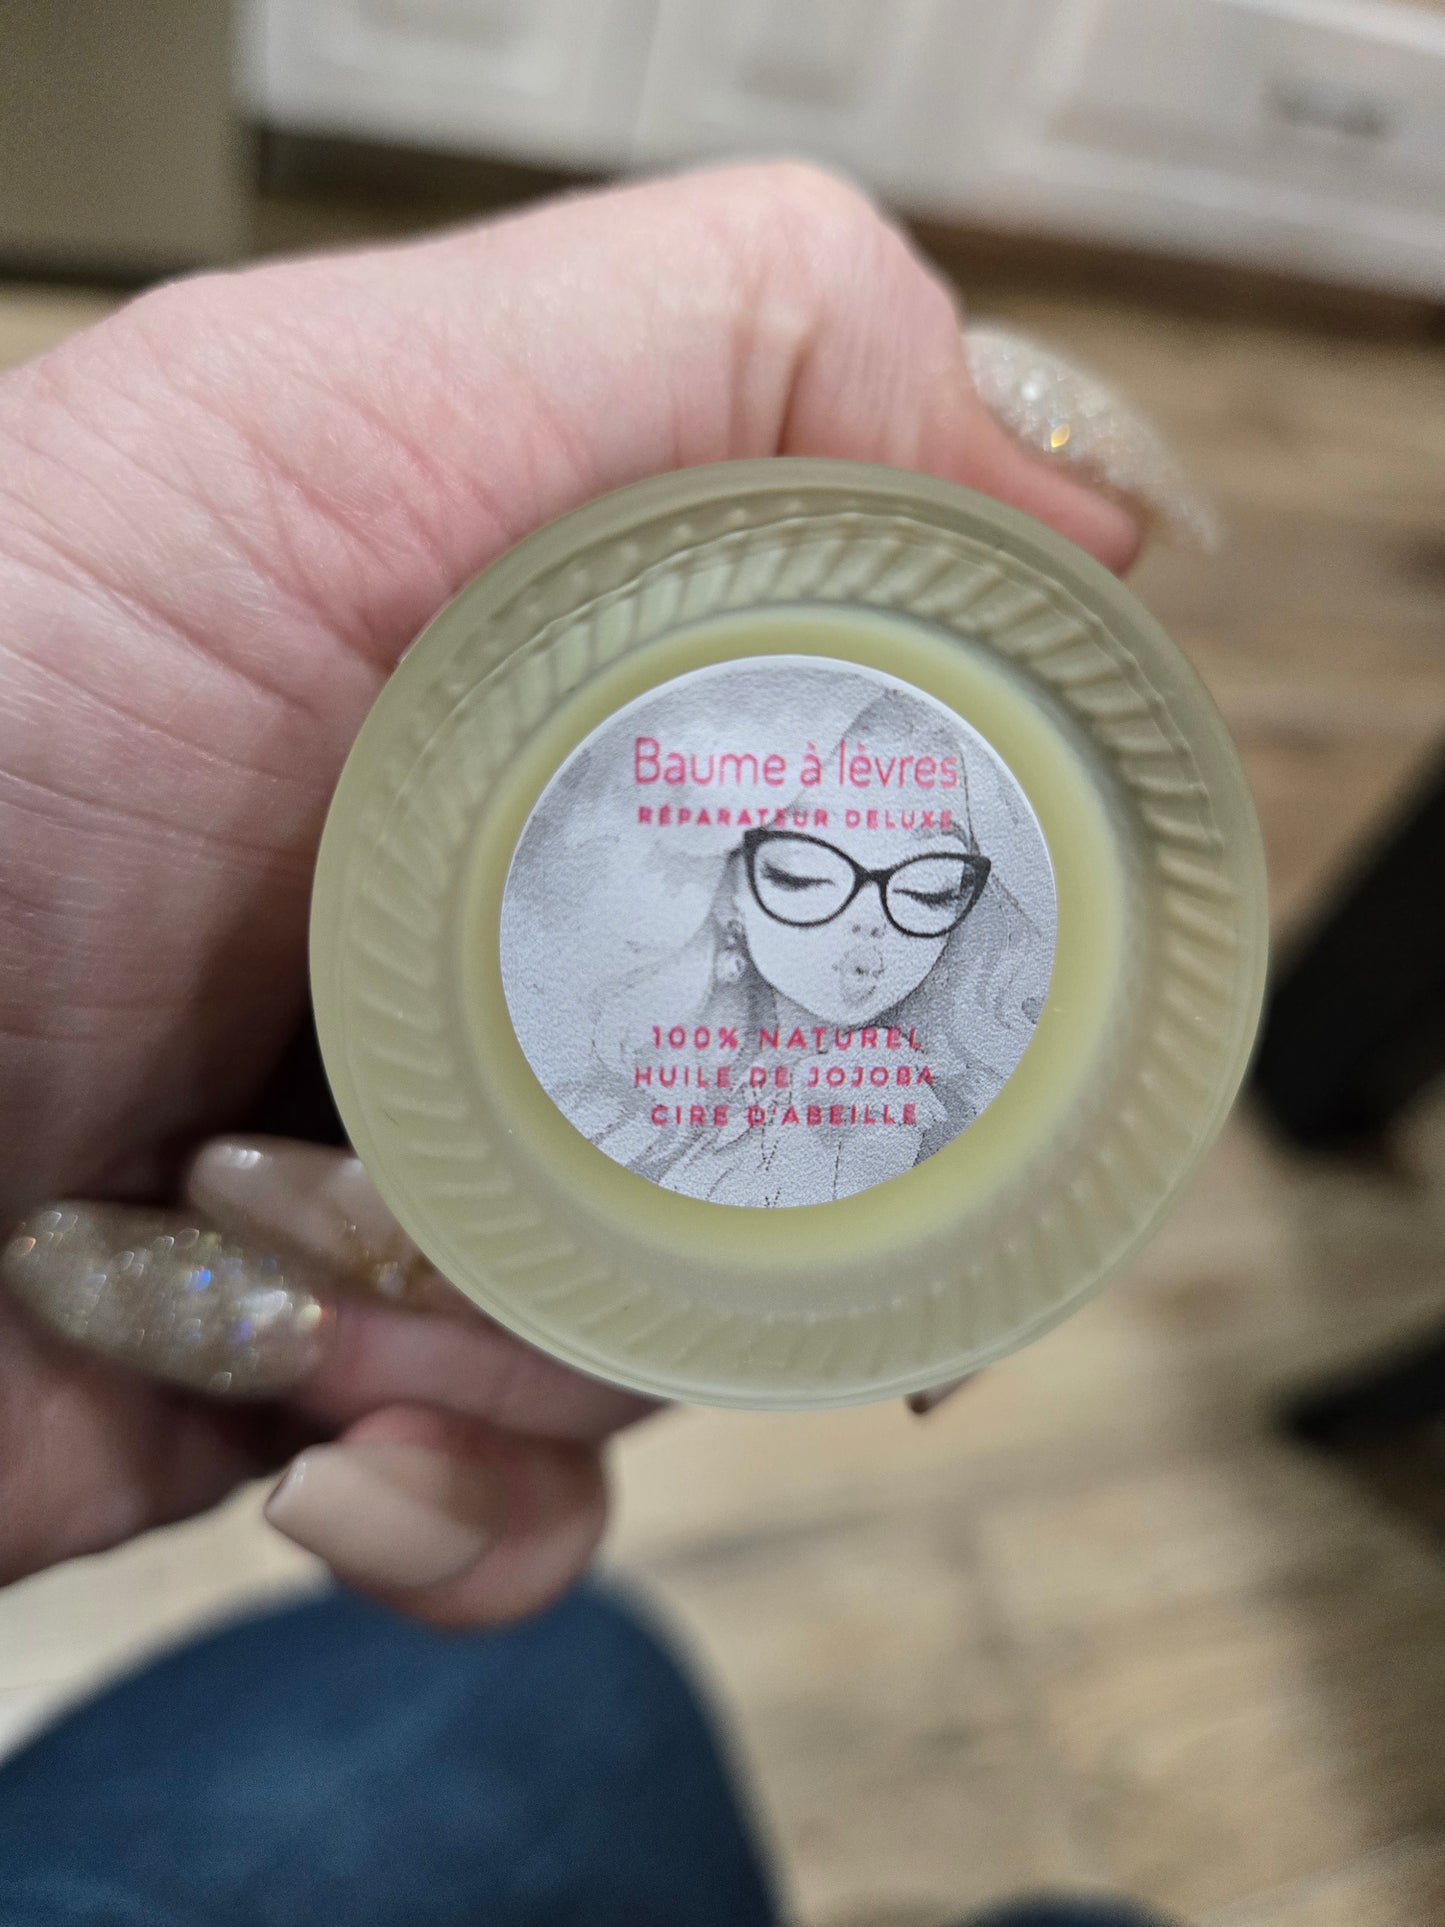 Baume à lèvres
RÉPARATEUR DELUXE
100% NATUREL
HUILE DE JOJOBA
CIRE D'ABEILLE